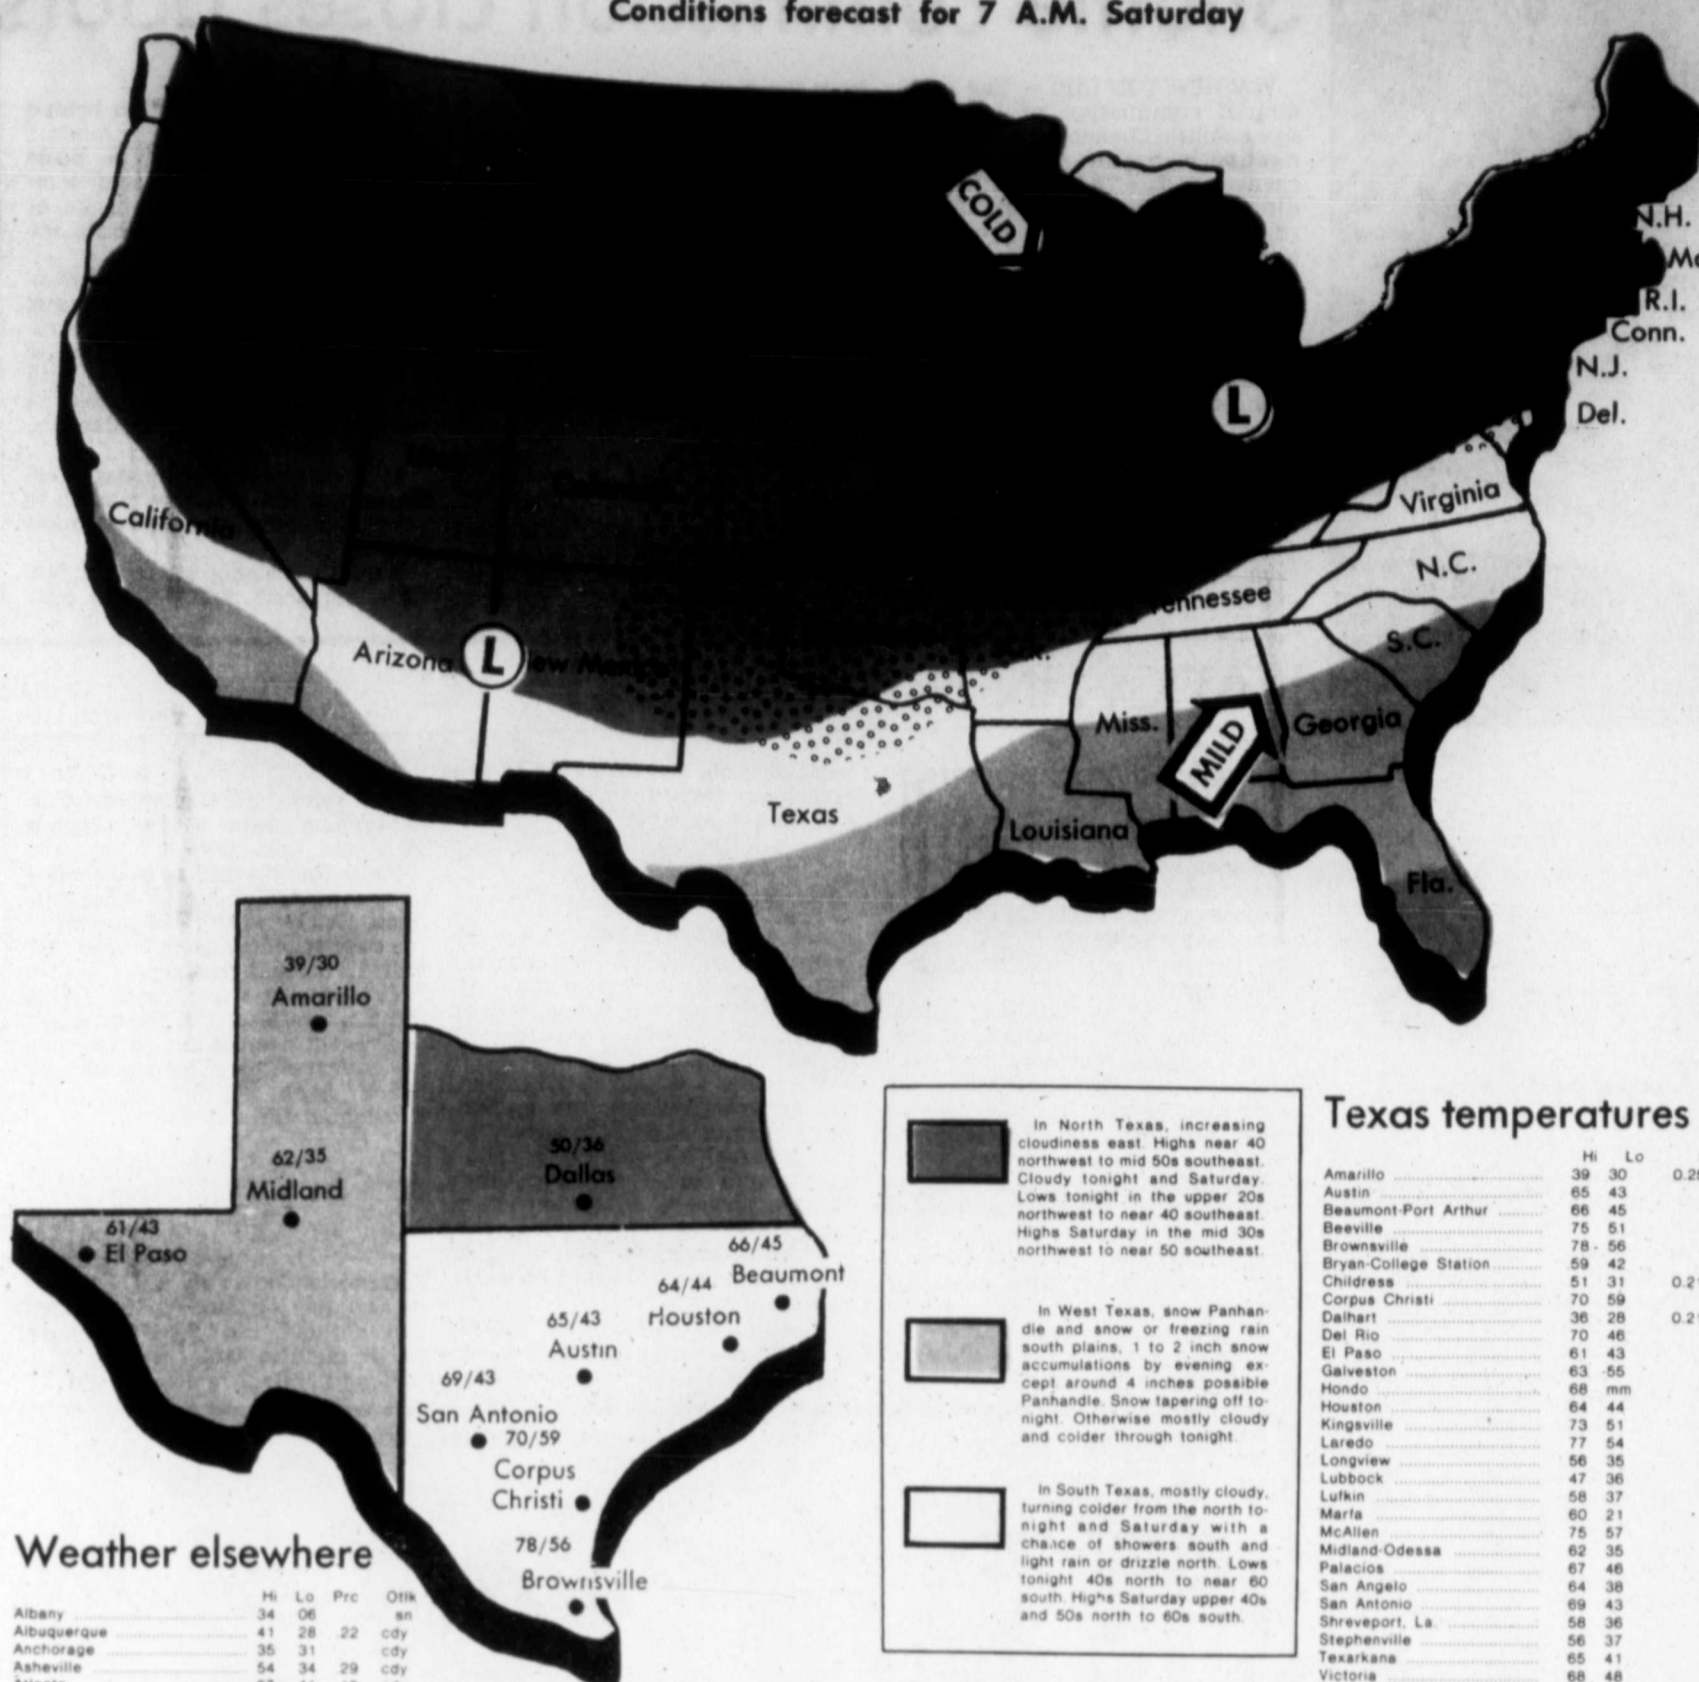 Conditions forecast for 7 A.M. Saturday
COLD
N.H.
R.I.
Conn.
N.J.
Del.
L
California
Virginia
N.C.
Tennessee
S.C.
Arizona
L
Miss.
MILD
Georgia
Texas
Louisiana
Fla.
39/30
Amarillo
62/35
Midland
61/43
El Paso
50/36
Dallas
66/45
Beaumont
64/44
Houston
65/43
Austin
69/43
San Antonio
70/59
Corpus
Christi
78/56
Brownsville
In North Texas, increasing
cloudiness east. Highs near 40
northwest to mid 50s southeast.
Cloudy tonight and Saturday.
Lows tonight in the upper 20s
northwest to near 40 southeast.
Highs Saturday in the mid 30s
northwest to near 50 southeast.
In West Texas, snow Panhan-
dle and snow or freezing rain
south plains, 1 to 2 inch snow
accumulations by evening ex-
cept around 4 inches possible
Panhandle. Snow tapering off to-
night. Otherwise mostly cloudy
and colder through tonight.
In South Texas, mostly cloudy,
turning colder from the north to-
night and Saturday with a
chance of showers south and
light rain or drizzle north. Lows
tonight 40s north to near 60
south. Highs Saturday upper 40s
and 50s north to 60s south.
Texas temperatures
Hi Lo
Amarillo 39 30
Austin 65 43
Beaumont-Port Arthur 66 45
Beeville 75 51
Brownsville 78 56
Bryan-College Station 59 42
Childress 51 31
Corpus Christi 70 59
Dalhart 36 28
Del Rio 70 46
El Paso 61 43
Galveston 63 55
Hondo 68 mm
Houston 64 44
Kingsville 73 51
Laredo 77 54
Longview 56 35
Lubbock 47 36
Lufkin 58 37
Marfa 60 21
McAllen 75 57
Midland-Odessa 62 35
Palacios 67 46
San Angelo 64 38
San Antonio 69 43
Shreveport, La. 58 36
Stephenville 56 37
Texarkana 65 41
Victoria 68 48
Weather elsewhere
Hi Lo Prc Otlk
Albany 34 06 sn
Albuquerque 41 28 22 cdy
Anchorage 35 31 cdy
Asheville 54 34 29 cdy